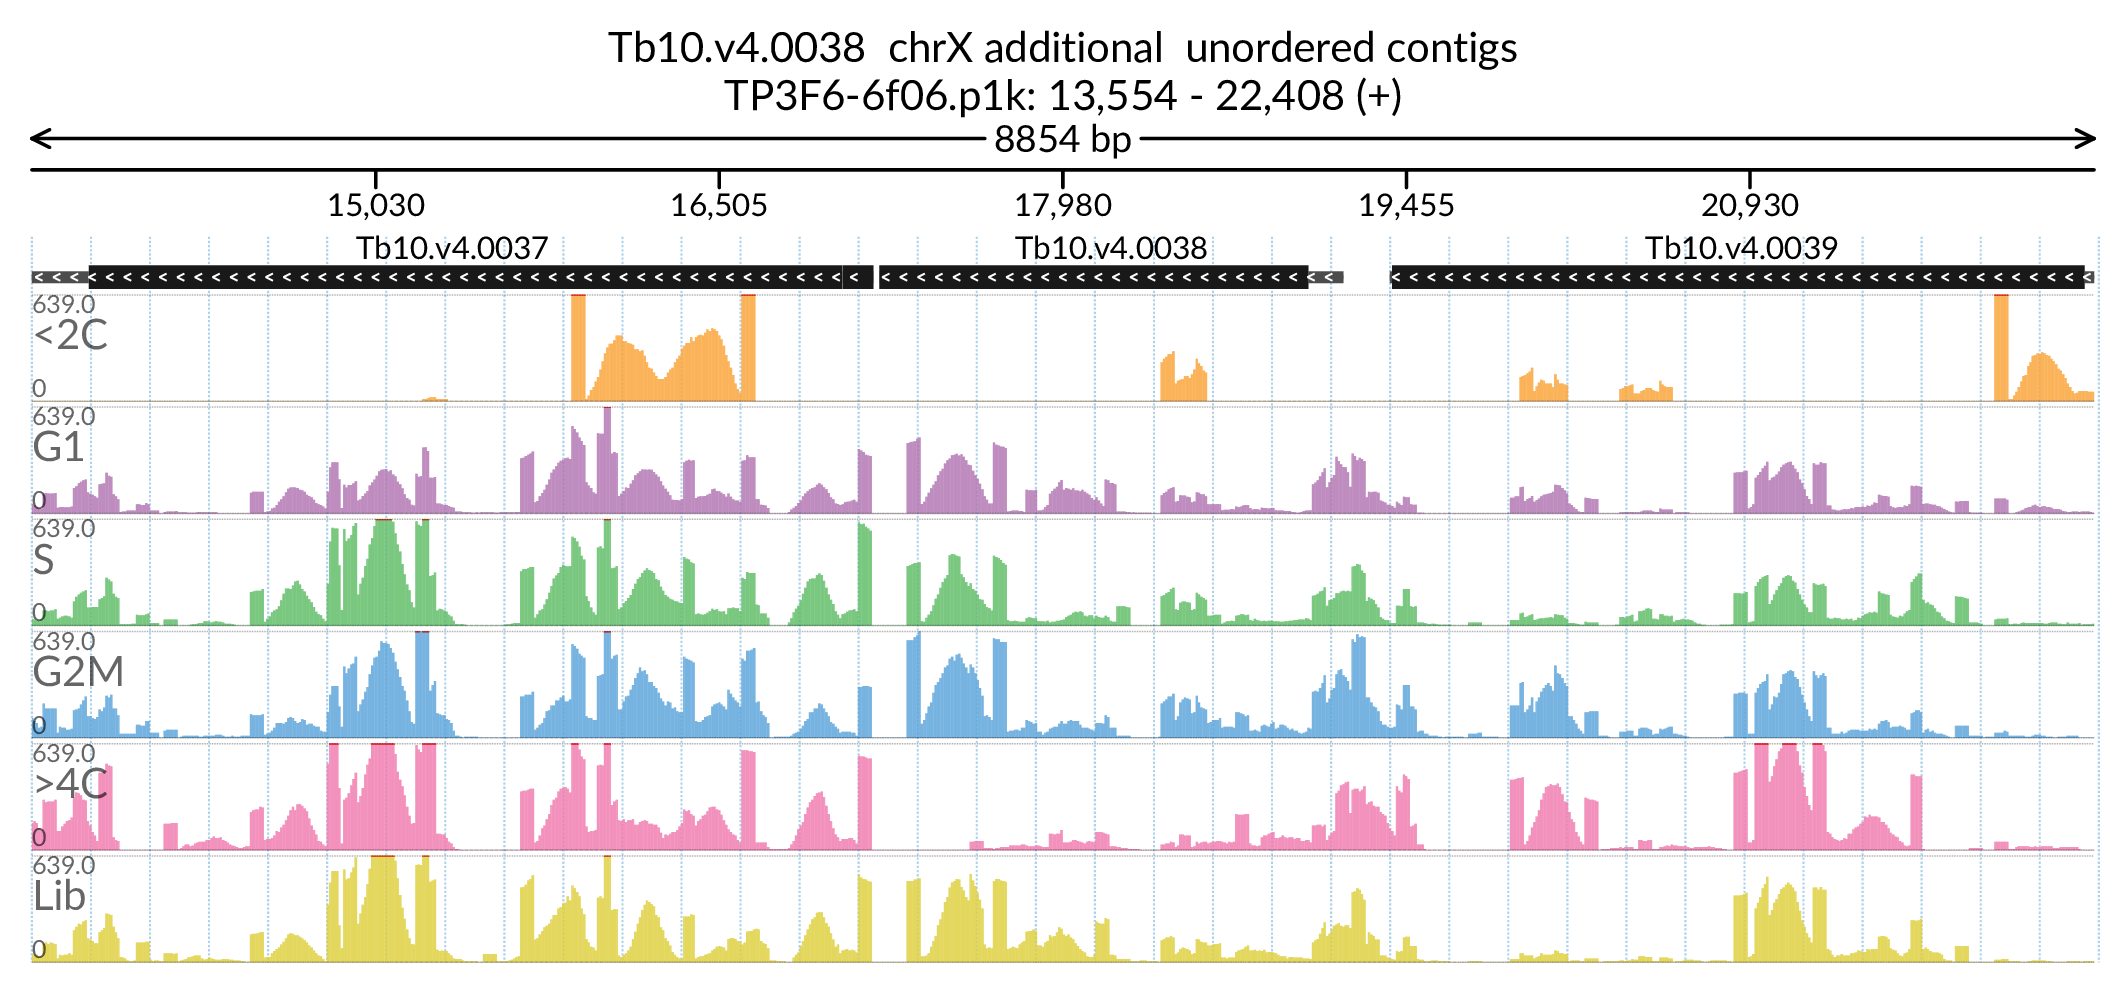 Tb10.v4.0038 chrX additional unordered contigs
TP3F6-6f06.p1k: 13,554 - 22,408 (+)
8854 bp
15,030 16,505 17,980 19,455 20,930
Tb10.v4.0037 Tb10.v4.0038 Tb10.v4.0039
639.0
<2C
0
639.0
G1
0
639.0
S
0
639.0
G2M
0
639.0
>4C
0
639.0
Lib
0